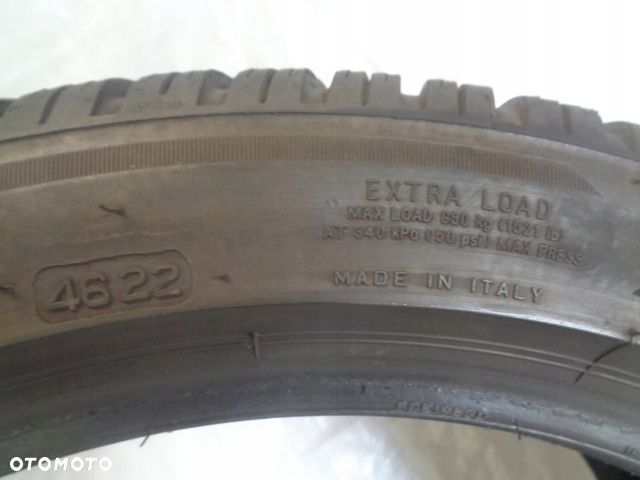 EXTRA LOAD
MAX LOAD 690 kg (1521 lb)
AT 340 kPa (50 psi) MAX PRESS
4622
MADE IN ITALY
OTOMOTO